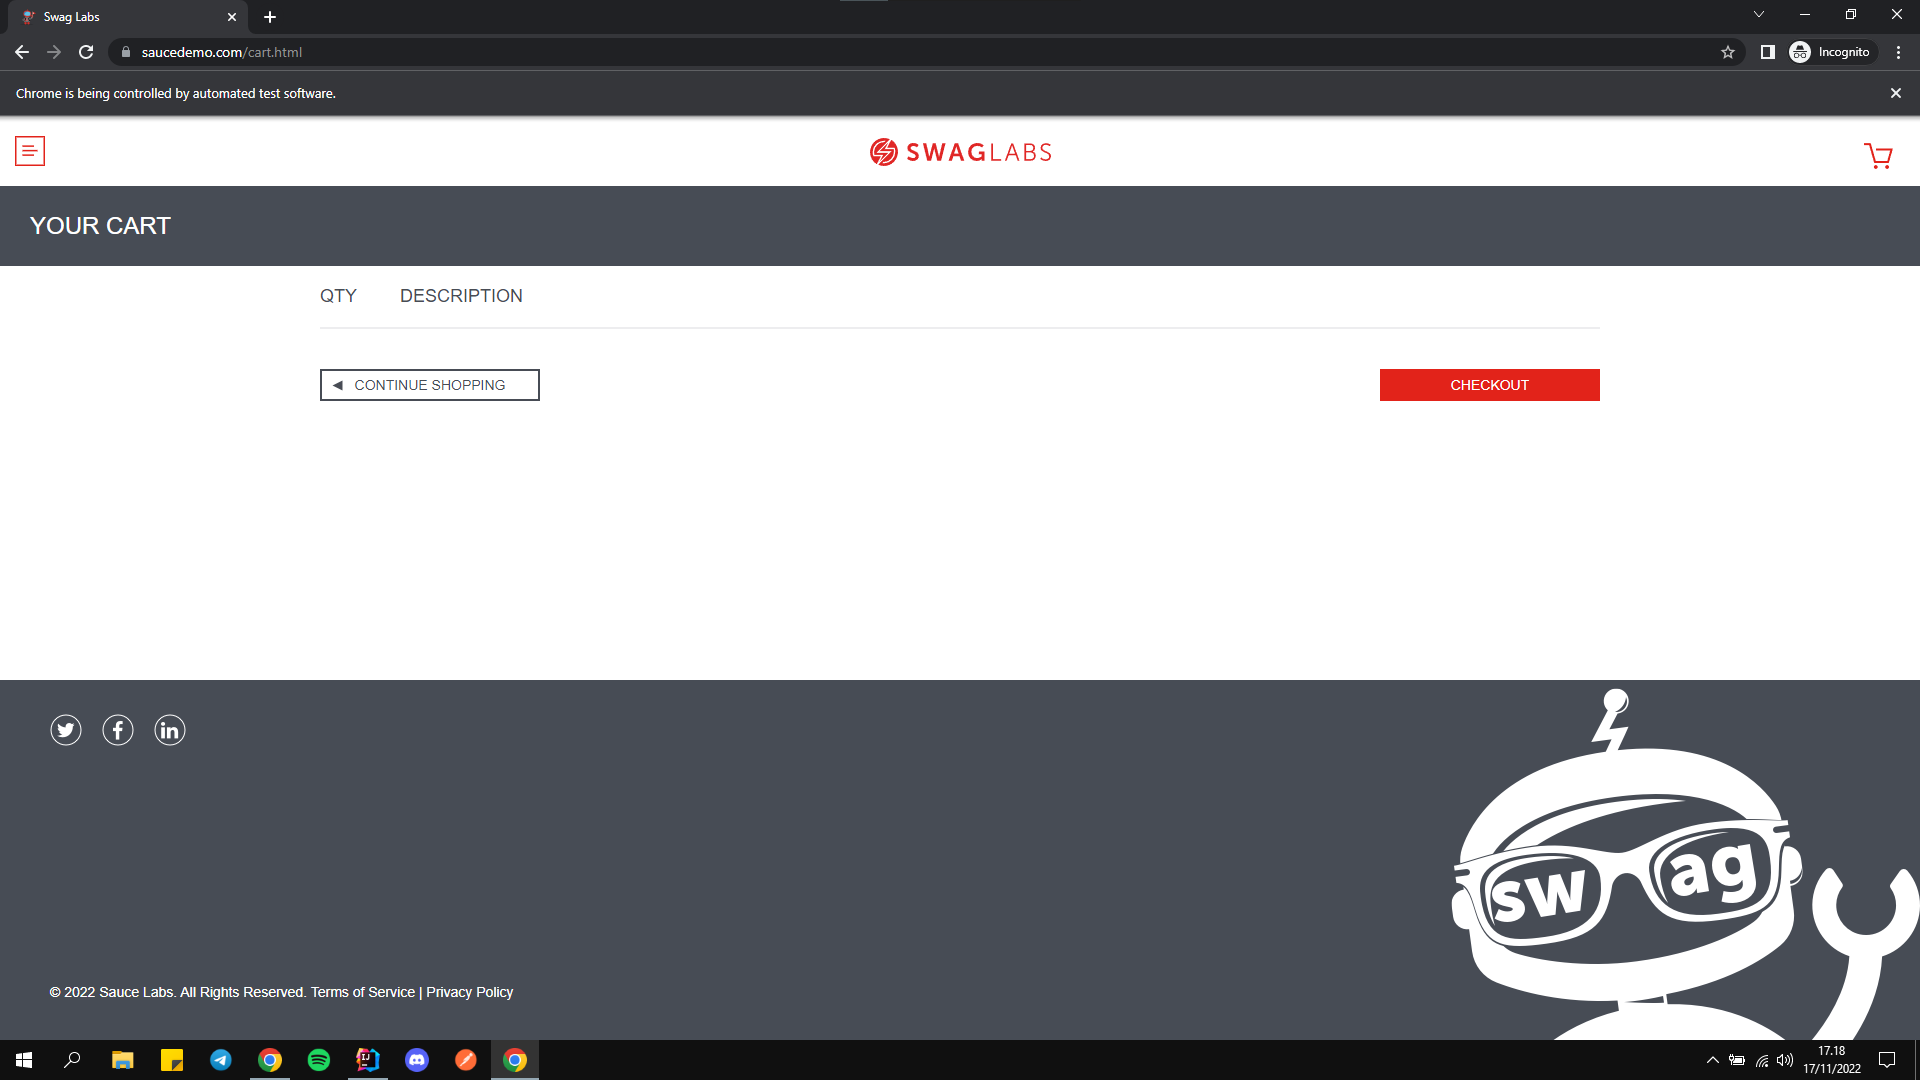 Swag Labs
saucedemo.com/cart.html
Incognito
Chrome is being controlled by automated test software.
SWAGLABS
YOUR CART
QTY DESCRIPTION
CONTINUE SHOPPING
CHECKOUT
sw ag
© 2022 Sauce Labs. All Rights Reserved. Terms of Service | Privacy Policy
IJ
17.18
17/11/2022